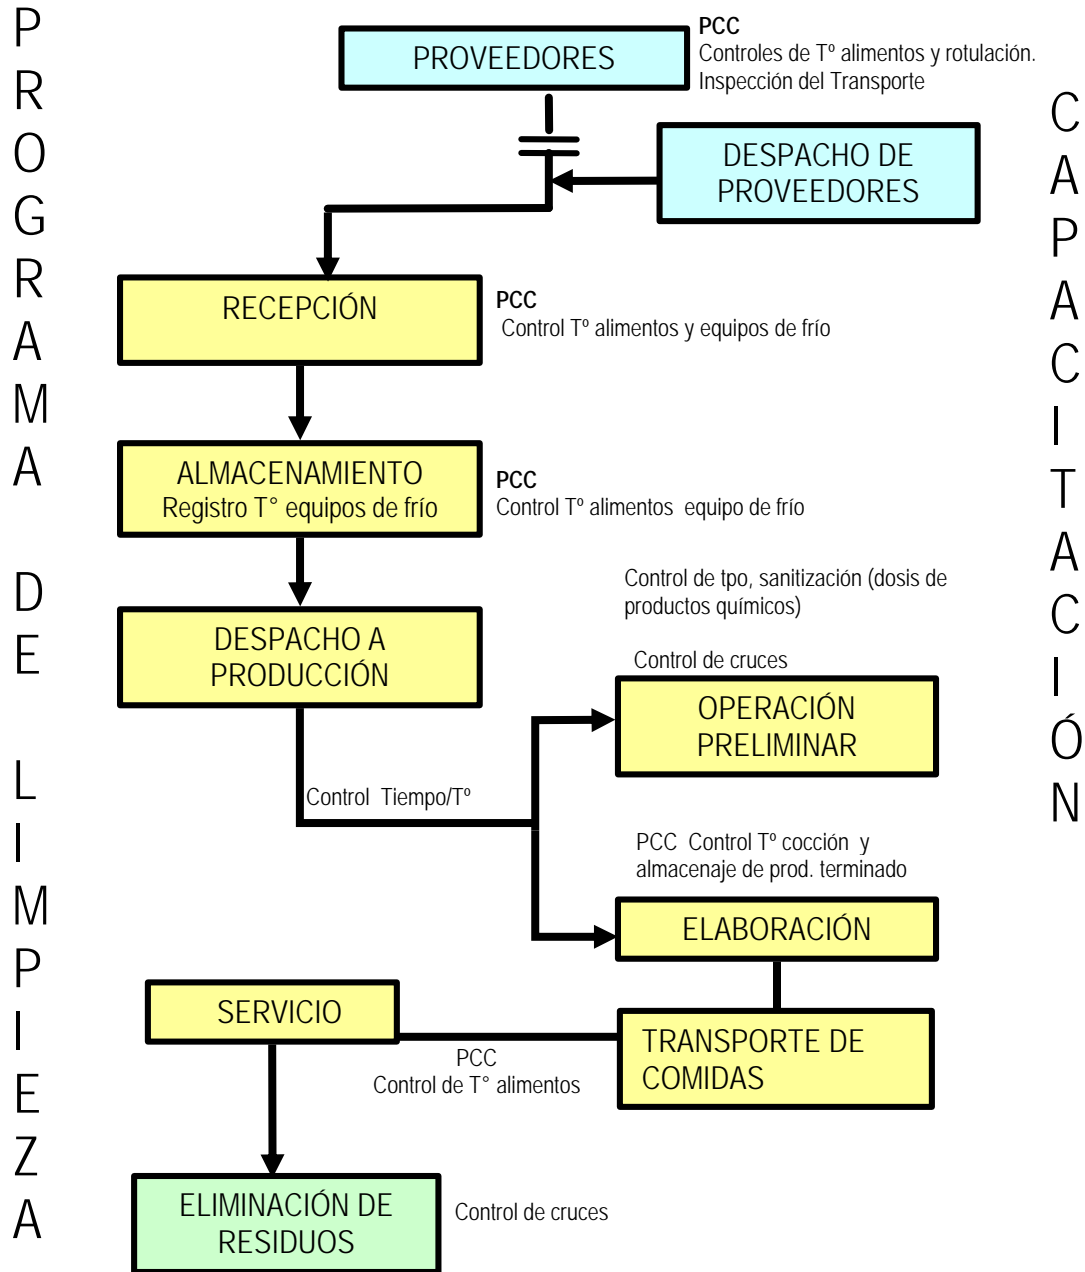 PROGRAMA DE LIMPIEZA
PROVEEDORES
PCC
Controles de Tº alimentos y rotulación.
Inspección del Transporte
DESPACHO DE
PROVEEDORES
CAPACITACIÓN
RECEPCIÓN
PCC
Control Tº alimentos y equipos de frío
ALMACENAMIENTO
Registro T° equipos de frío
PCC
Control Tº alimentos equipo de frío
DESPACHO A
PRODUCCIÓN
Control de tpo, sanitización (dosis de
productos químicos)
Control de cruces
OPERACIÓN
PRELIMINAR
Control Tiempo/Tº
PCC Control Tº cocción y
almacenaje de prod. terminado
ELABORACIÓN
SERVICIO
PCC
Control de T° alimentos
TRANSPORTE DE
COMIDAS
ELIMINACIÓN DE
RESIDUOS
Control de cruces